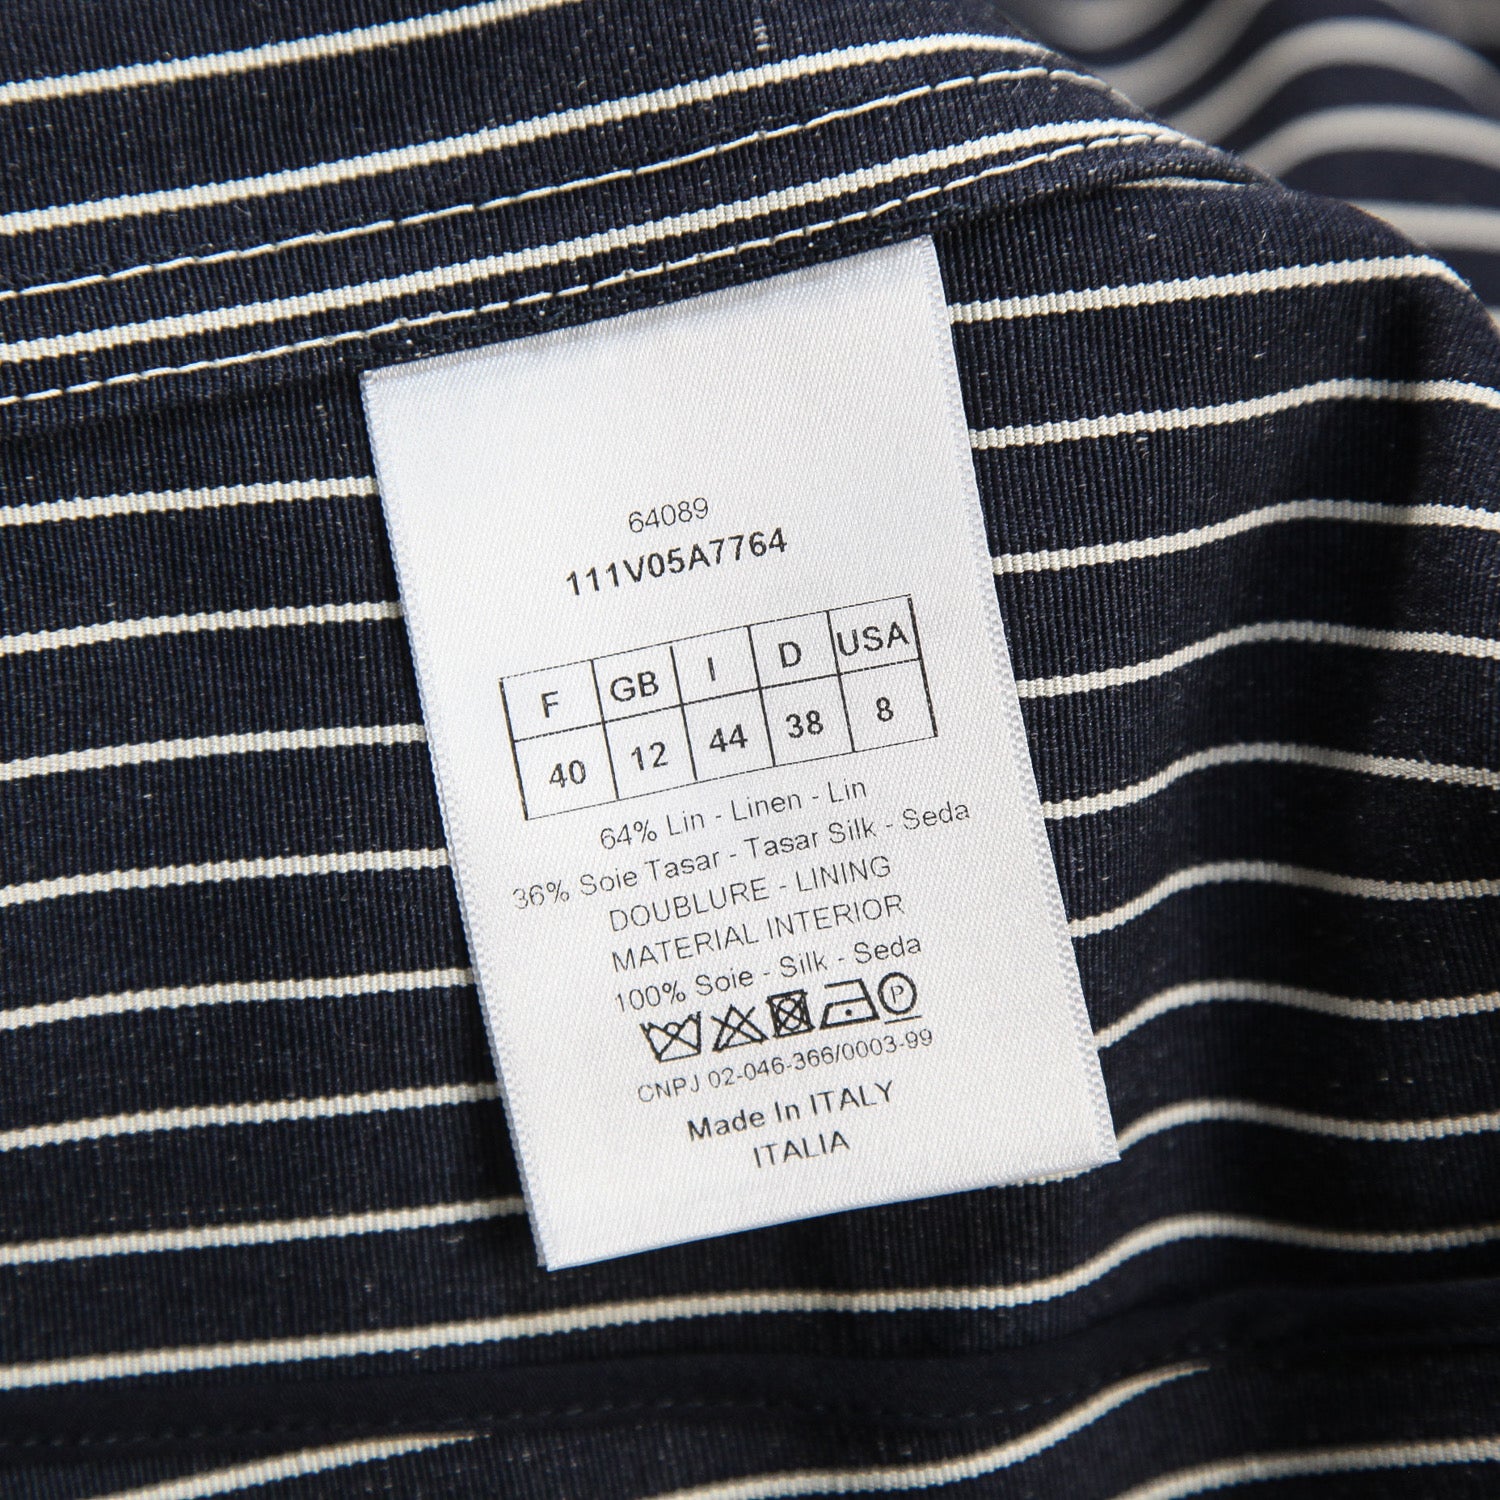 64089
111V05A7764
F GB I D USA
40 12 44 38 8
64% Lin - Linen - Lin
36% Soie Tasar - Tasar Silk - Seda
DOUBLURE - LINING
MATERIAL INTERIOR
100% Soie - Silk - Seda
P
CNPJ 02-046-366/0003-99
Made In ITALY
ITALIA